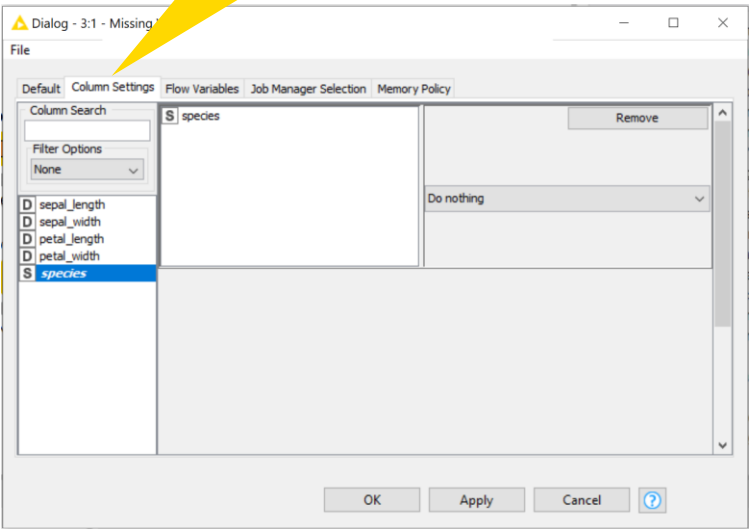 Dialog - 3:1 - Missing
File
Default Column Settings Flow Variables Job Manager Selection Memory Policy
Column Search
Filter Options
None
D sepal_length
D sepal_width
D petal_length
D petal_width
S species
S species
Remove
Do nothing
OK Apply Cancel ?